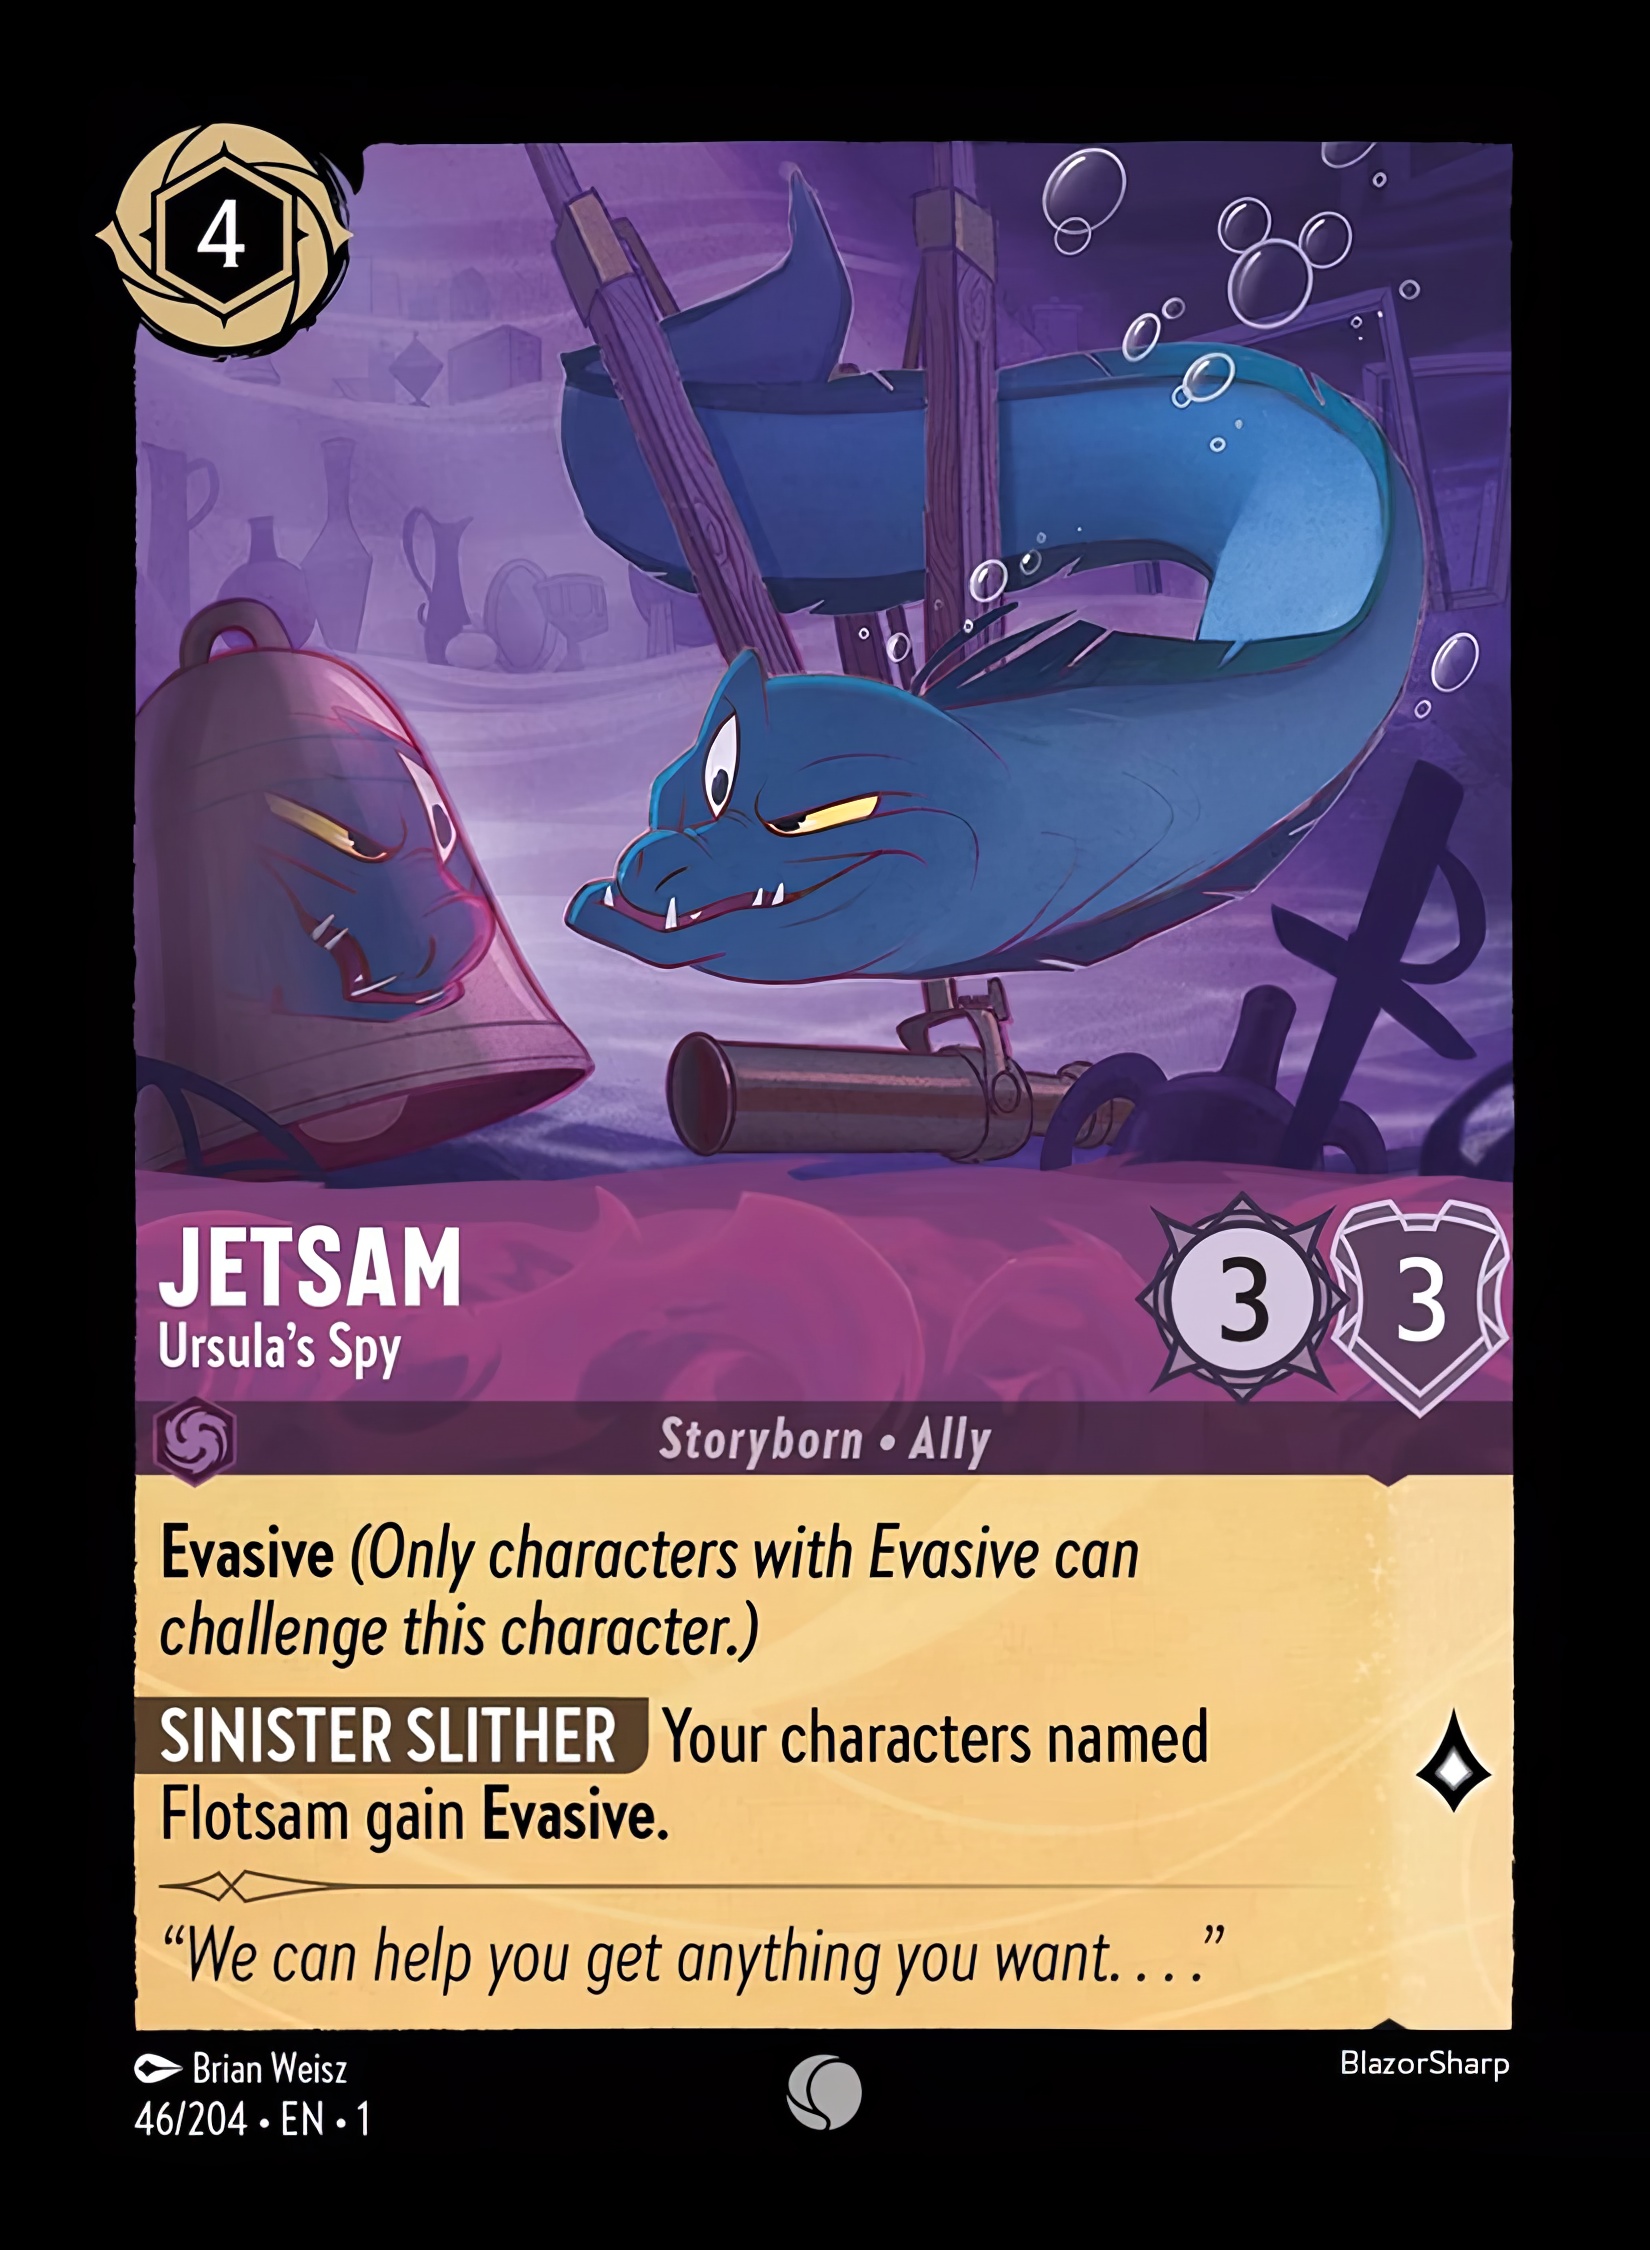 4
JETSAM
Ursula's Spy
3 3
Storyborn • Ally
Evasive (Only characters with Evasive can
challenge this character.)
SINISTER SLITHER Your characters named
Flotsam gain Evasive.
“We can help you get anything you want. . . .”
Brian Weisz
BlazorSharp
46/204 • EN • 1